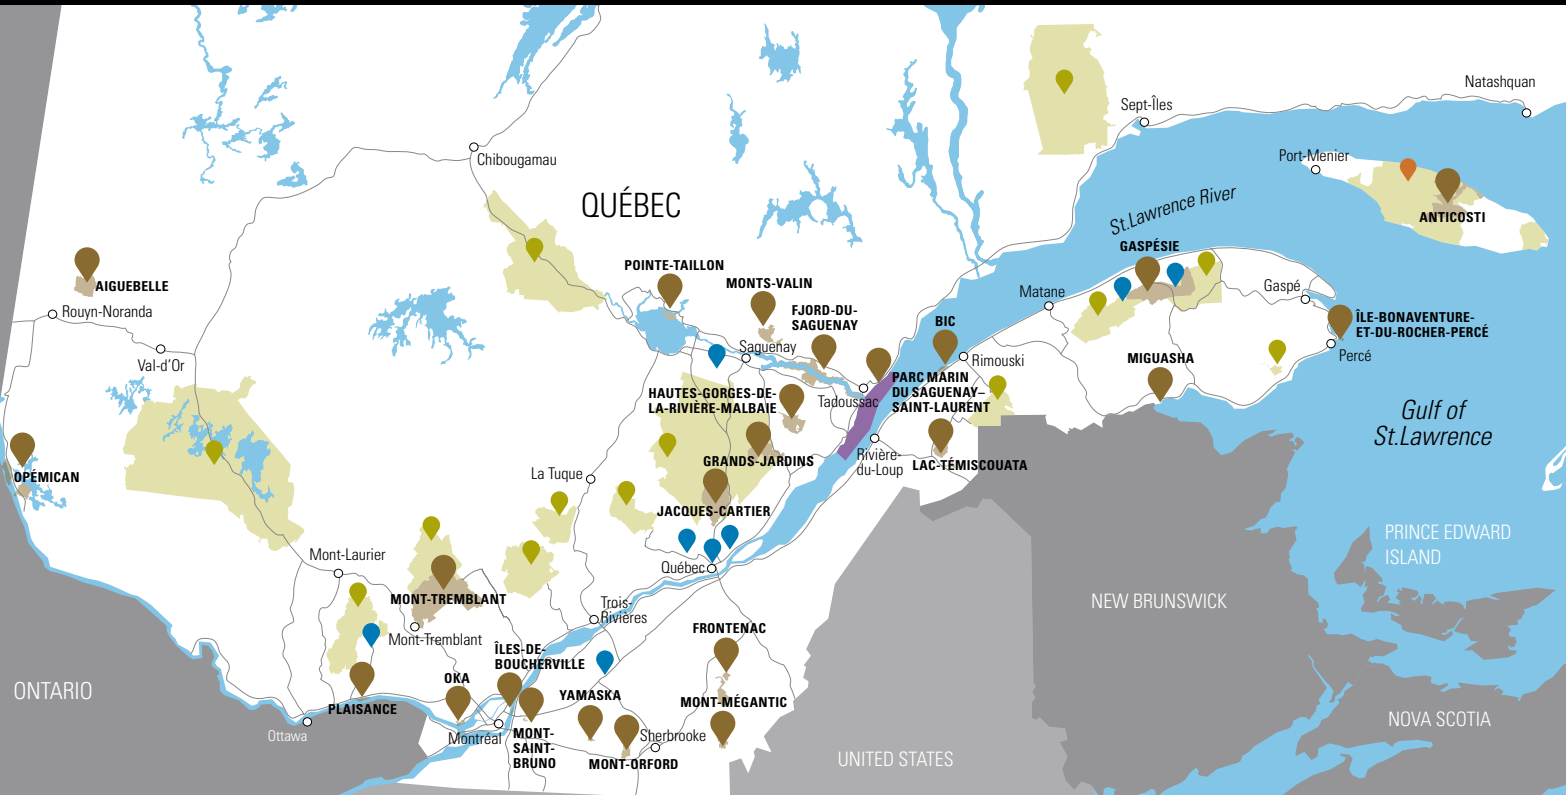 Natashquan
Sept-Îles
Port-Menier
Chibougamau
QUÉBEC
St.Lawrence River
ANTICOSTI
GASPÉSIE
POINTE-TAILLON
MONTS-VALIN
AIGUEBELLE
Rouyn-Noranda
Matane
Gaspé
FJORD-DU-
SAGUENAY
BIC
ÎLE-BONAVENTURE-
ET-DU-ROCHER-PERCÉ
Saguenay
Val-d’Or
Rimouski
MIGUASHA
Percé
PARC MARIN
DU SAGUENAY–
SAINT-LAURENT
HAUTES-GORGES-DE-
LA-RIVIÈRE-MALBAIE
Tadoussac
Gulf of
St.Lawrence
OPÉMICAN
La Tuque
GRANDS-JARDINS
Rivière-
du-Loup
LAC-TÉMISCOUATA
JACQUES-CARTIER
PRINCE EDWARD
ISLAND
Mont-Laurier
Québec
MONT-TREMBLANT
Trois-
Rivières
NEW BRUNSWICK
Mont-Tremblant
FRONTENAC
ÎLES-DE-
BOUCHERVILLE
ONTARIO
OKA
YAMASKA
MONT-MÉGANTIC
PLAISANCE
NOVA SCOTIA
Ottawa
Montréal
MONT-
SAINT-
BRUNO
Sherbrooke
MONT-ORFORD
UNITED STATES